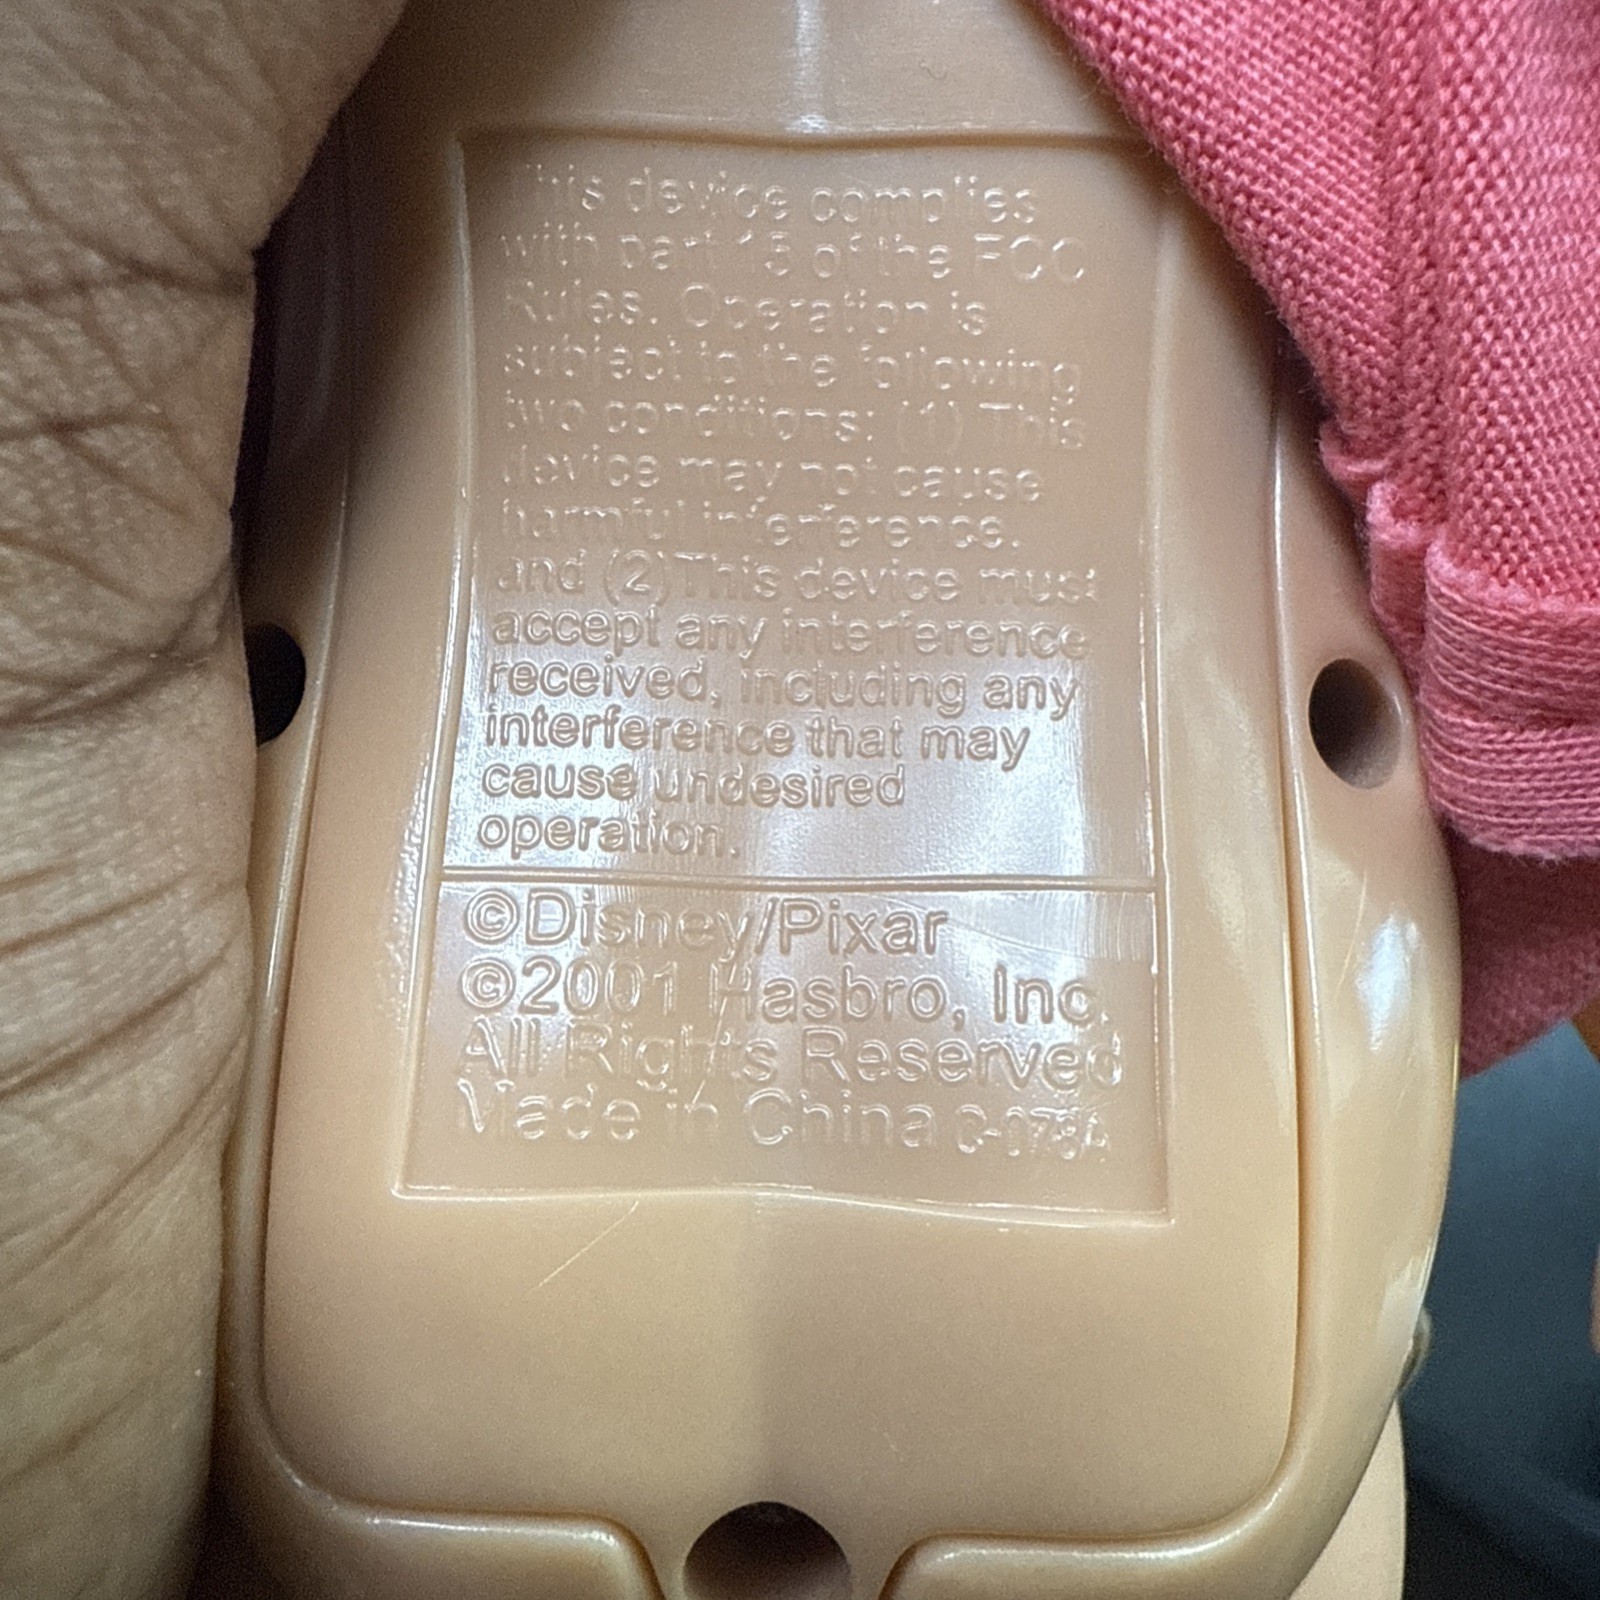 This device complies
with part 15 of the FCC
Rules. Operation is
subject to the following
two conditions: (1) This
device may not cause
harmful interference.
and (2) This device must
accept any interference
received, including any
interference that may
cause undesired
operation.
©Disney/Pixar
©2001 Hasbro, Inc.
All Rights Reserved
Made in China